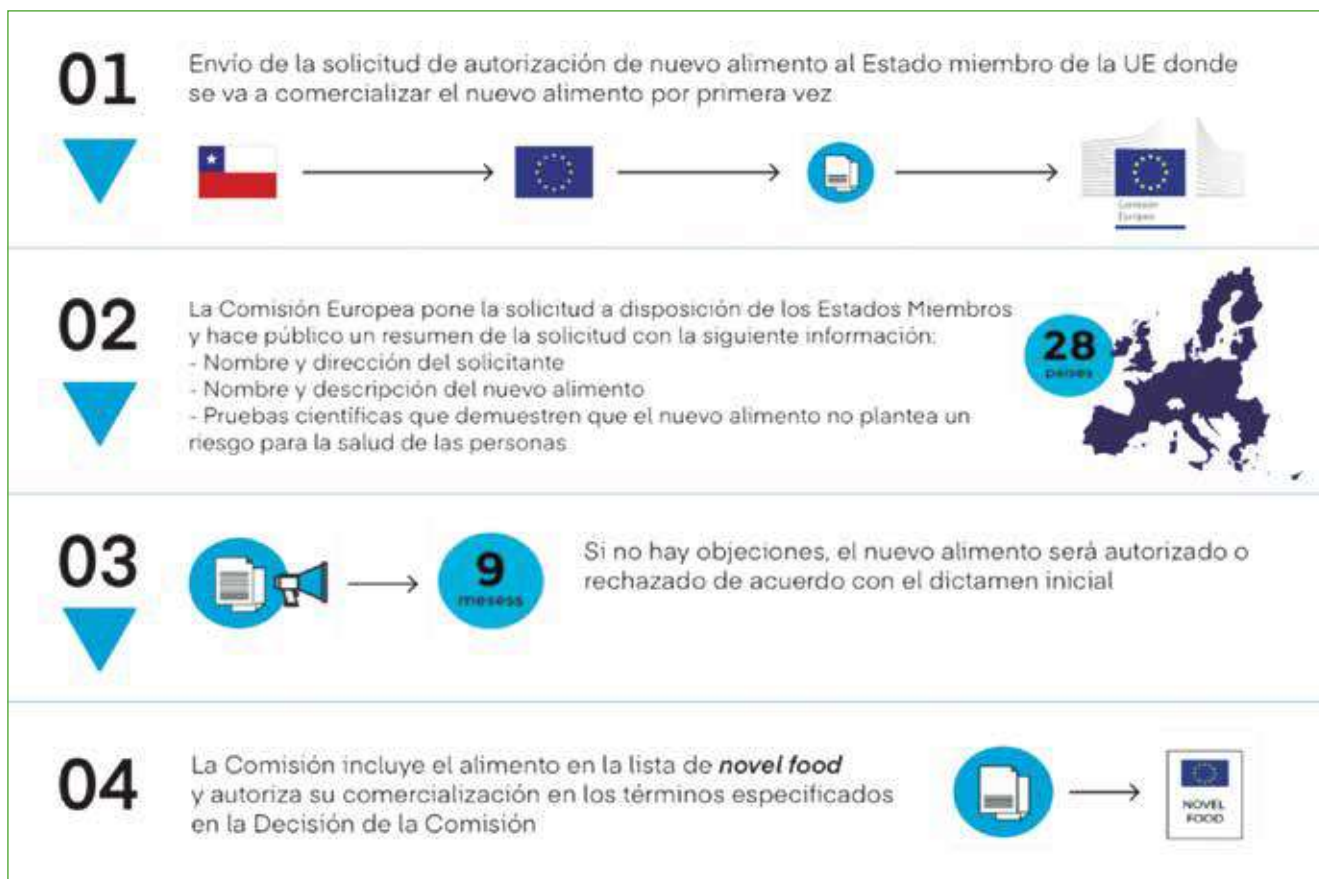 01
Envío de la solicitud de autorización de nuevo alimento al Estado miembro de la UE donde
se va a comercializar el nuevo alimento por primera vez
Comisión
Europea
02
La Comisión Europea pone la solicitud a disposición de los Estados Miembros
y hace público un resumen de la solicitud con la siguiente información:
- Nombre y dirección del solicitante
- Nombre y descripción del nuevo alimento
- Pruebas científicas que demuestren que el nuevo alimento no plantea un
riesgo para la salud de las personas
28
países
03
9
mesess
Si no hay objeciones, el nuevo alimento será autorizado o
rechazado de acuerdo con el dictamen inicial
04
La Comisión incluye el alimento en la lista de novel food
y autoriza su comercialización en los términos especificados
en la Decisión de la Comisión
NOVEL
FOOD